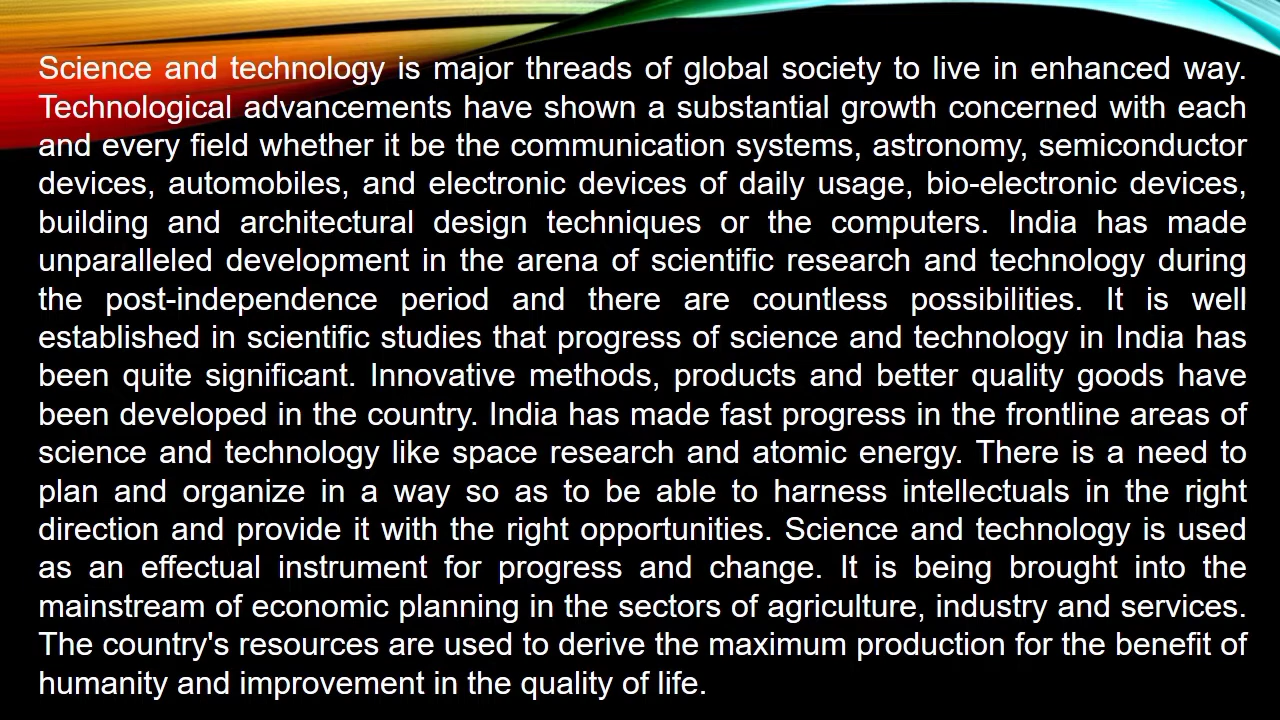 Science and technology is major threads of global society to live in enhanced way.
Technological advancements have shown a substantial growth concerned with each
and every field whether it be the communication systems, astronomy, semiconductor
devices, automobiles, and electronic devices of daily usage, bio-electronic devices,
building and architectural design techniques or the computers. India has made
unparalleled development in the arena of scientific research and technology during
the post-independence period and there are countless possibilities. It is well
established in scientific studies that progress of science and technology in India has
been quite significant. Innovative methods, products and better quality goods have
been developed in the country. India has made fast progress in the frontline areas of
science and technology like space research and atomic energy. There is a need to
plan and organize in a way so as to be able to harness intellectuals in the right
direction and provide it with the right opportunities. Science and technology is used
as an effectual instrument for progress and change. It is being brought into the
mainstream of economic planning in the sectors of agriculture, industry and services.
The country's resources are used to derive the maximum production for the benefit of
humanity and improvement in the quality of life.